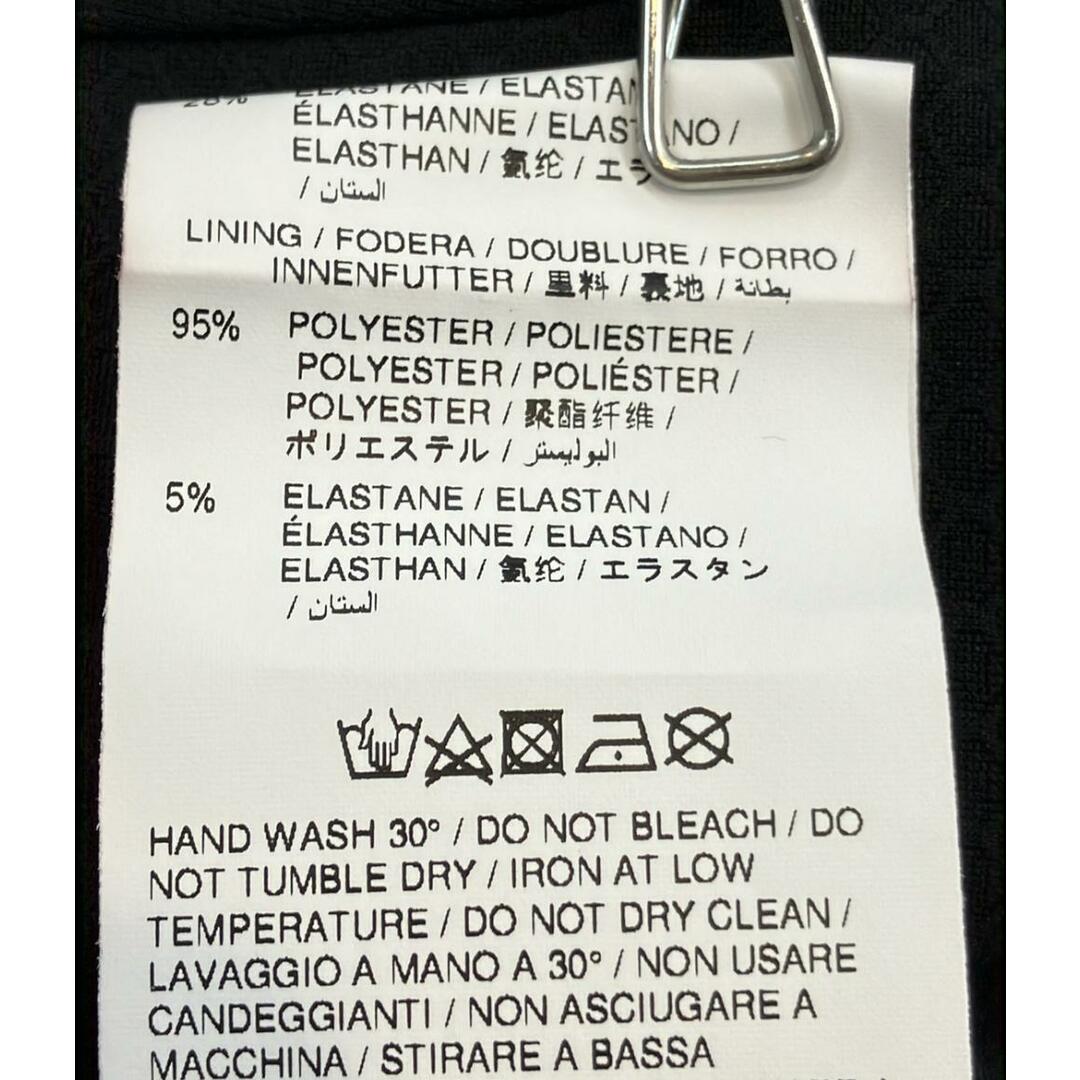 ELASTANE / ELASTAN
ÉLASTHANNE / ELASTANO /
ELASTHAN / 氨纶 / エラ
/ الستان
LINING / FODERA / DOUBLURE / FORRO /
INNENFUTTER / 里料 / 裏地 / بطانة
95% POLYESTER / POLIESTERE /
POLYESTER / POLIÉSTER /
POLYESTER / 聚酯纤维 /
ポリエステル / البوليستر
5% ELASTANE / ELASTAN /
ÉLASTHANNE / ELASTANO /
ELASTHAN / 氨纶 / エラスタン
/ الستان
HAND WASH 30° / DO NOT BLEACH / DO
NOT TUMBLE DRY / IRON AT LOW
TEMPERATURE / DO NOT DRY CLEAN /
LAVAGGIO A MANO A 30° / NON USARE
CANDEGGIANTI / NON ASCIUGARE A
MACCHINA / STIRARE A BASSA